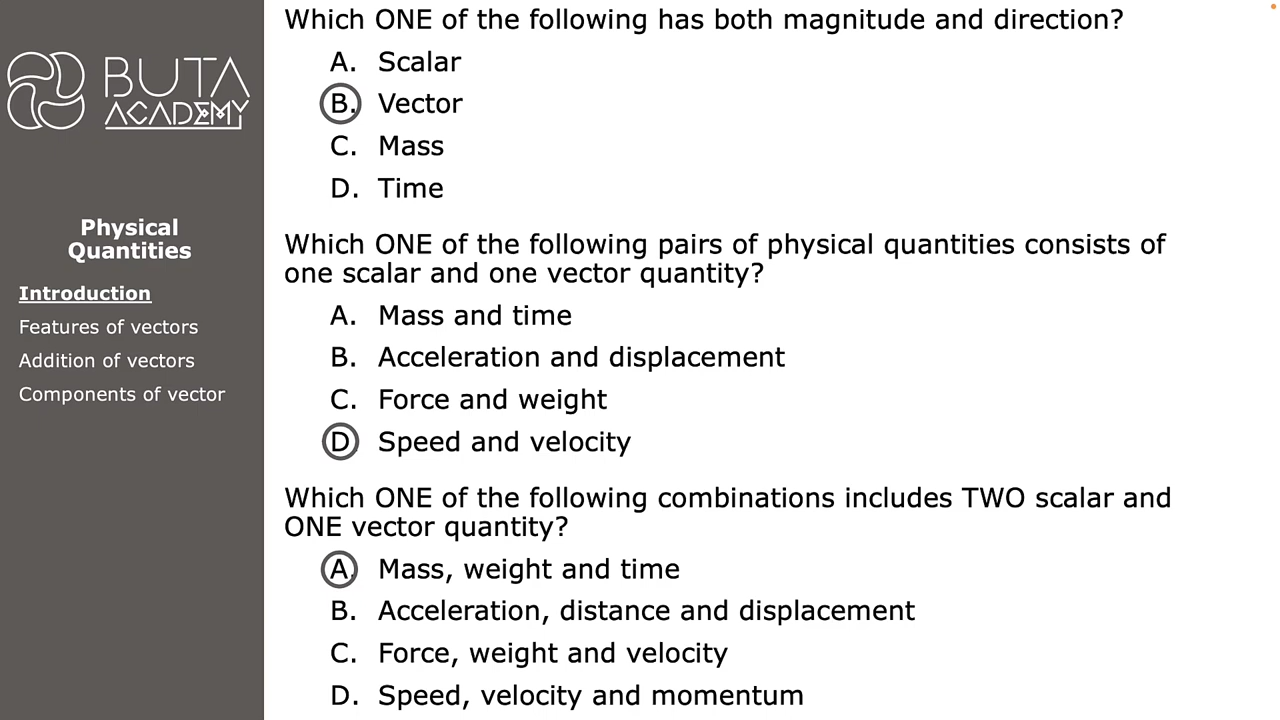 BUTA
ACADEMY
Physical
Quantities
Introduction
Features of vectors
Addition of vectors
Components of vector
Which ONE of the following has both magnitude and direction?
A. Scalar
B. Vector
C. Mass
D. Time
Which ONE of the following pairs of physical quantities consists of
one scalar and one vector quantity?
A. Mass and time
B. Acceleration and displacement
C. Force and weight
D. Speed and velocity
Which ONE of the following combinations includes TWO scalar and
ONE vector quantity?
A. Mass, weight and time
B. Acceleration, distance and displacement
C. Force, weight and velocity
D. Speed, velocity and momentum